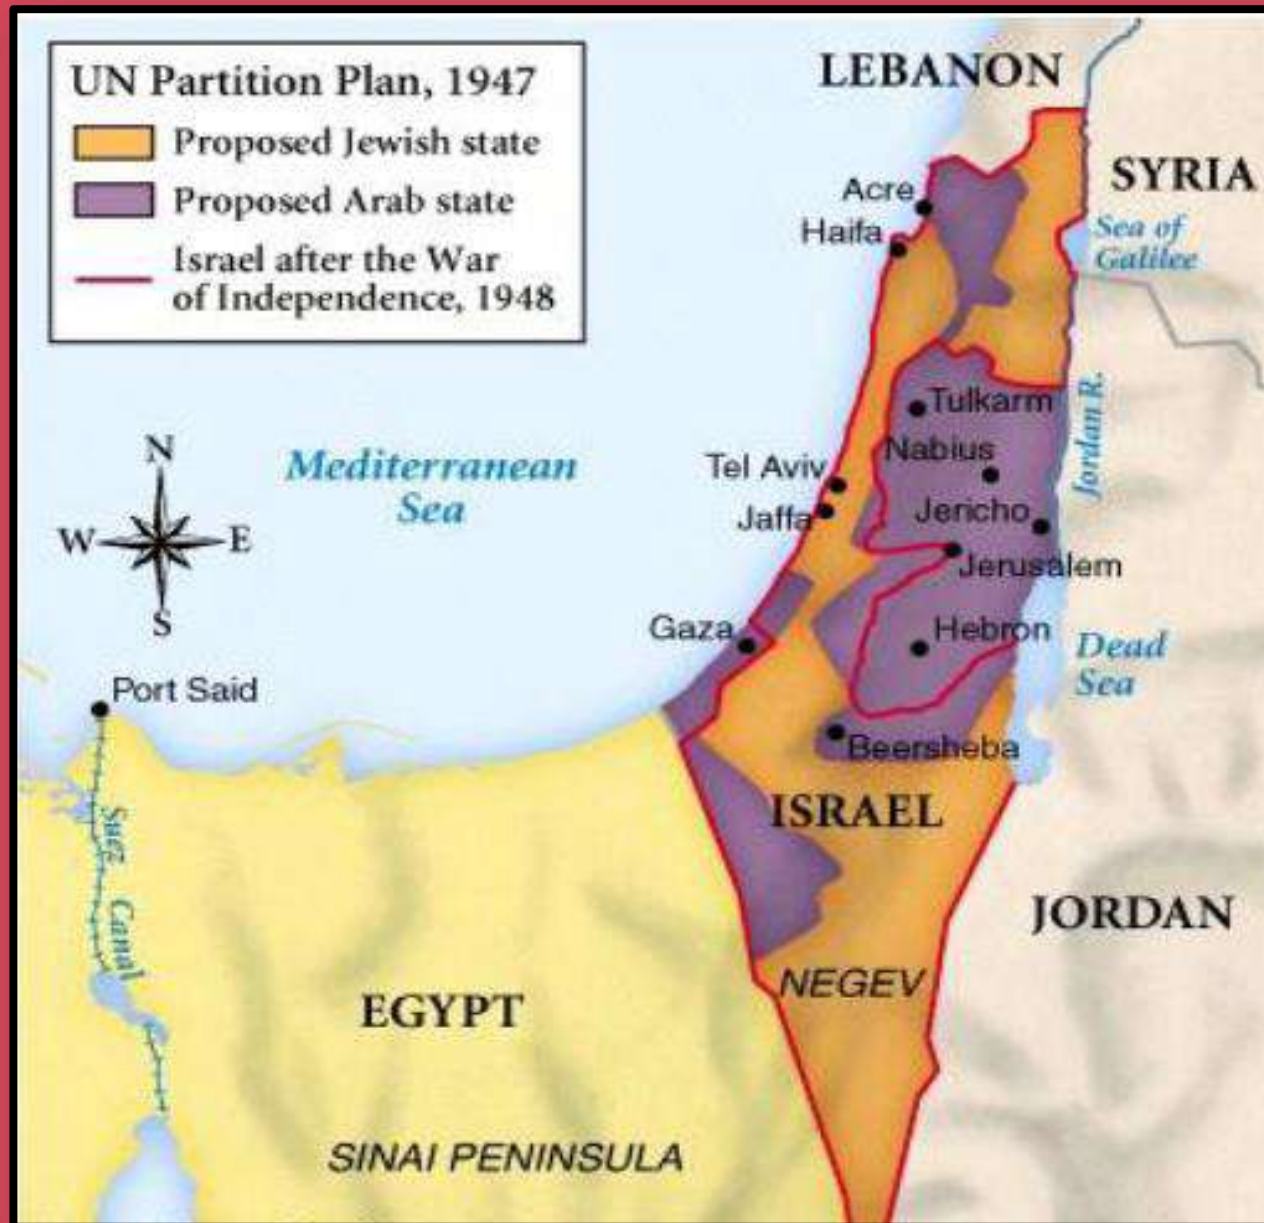 UN Partition Plan, 1947
Proposed Jewish state
Proposed Arab state
Israel after the War
of Independence, 1948
LEBANON
SYRIA
Acre
Haifa
Sea of
Galilee
Tulkarm
Jordan R.
Nabius
Tel Aviv
Jaffa
Jericho
Jerusalem
Mediterranean
Sea
N
W
E
S
Gaza
Hebron
Dead
Sea
Port Said
Beersheba
ISRAEL
Suez Canal
JORDAN
NEGEV
EGYPT
SINAI PENINSULA